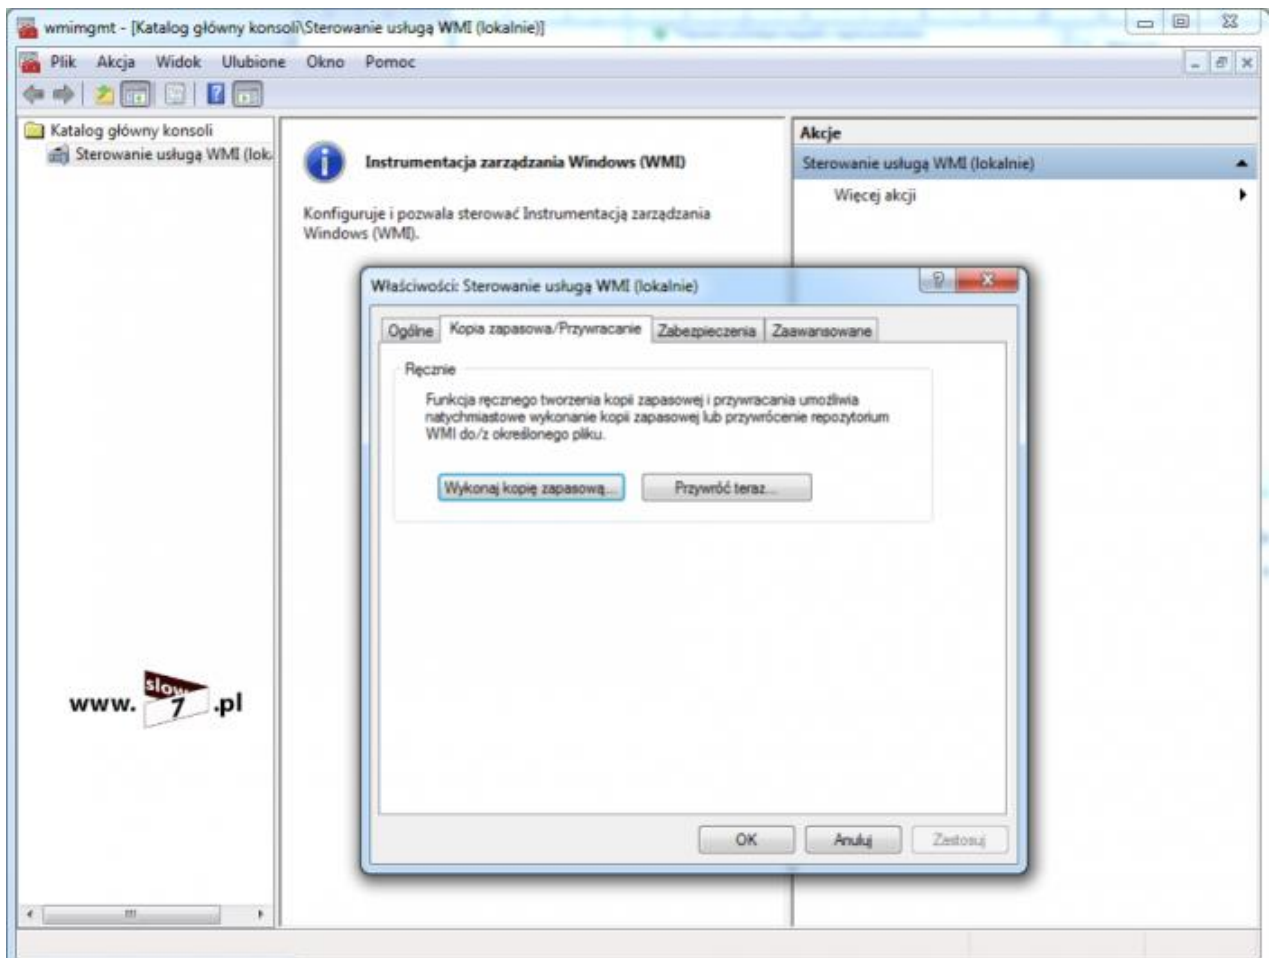 wmimgmt - [Katalog główny konsoli\Sterowanie usługą WMI (lokalnie)]
Plik Akcja Widok Ulubione Okno Pomoc
Katalog główny konsoli
Sterowanie usługą WMI (lok
Instrumentacja zarządzania Windows (WMI)
Konfiguruje i pozwala sterować Instrumentacją zarządzania
Windows (WMI).
Akcje
Sterowanie usługą WMI (lokalnie)
Więcej akcji
Właściwości: Sterowanie usługą WMI (lokalnie)
Ogólne Kopia zapasowa/Przywracanie Zabezpieczenia Zaawansowane
Ręcznie
Funkcja ręcznego tworzenia kopii zapasowej i przywracania umożliwia
natychmiastowe wykonanie kopii zapasowej lub przywrócenie repozytorium
WMI do/z określonego pliku.
Wykonaj kopię zapasową... Przywróć teraz...
OK Anuluj Zastosuj
www.slow7.pl